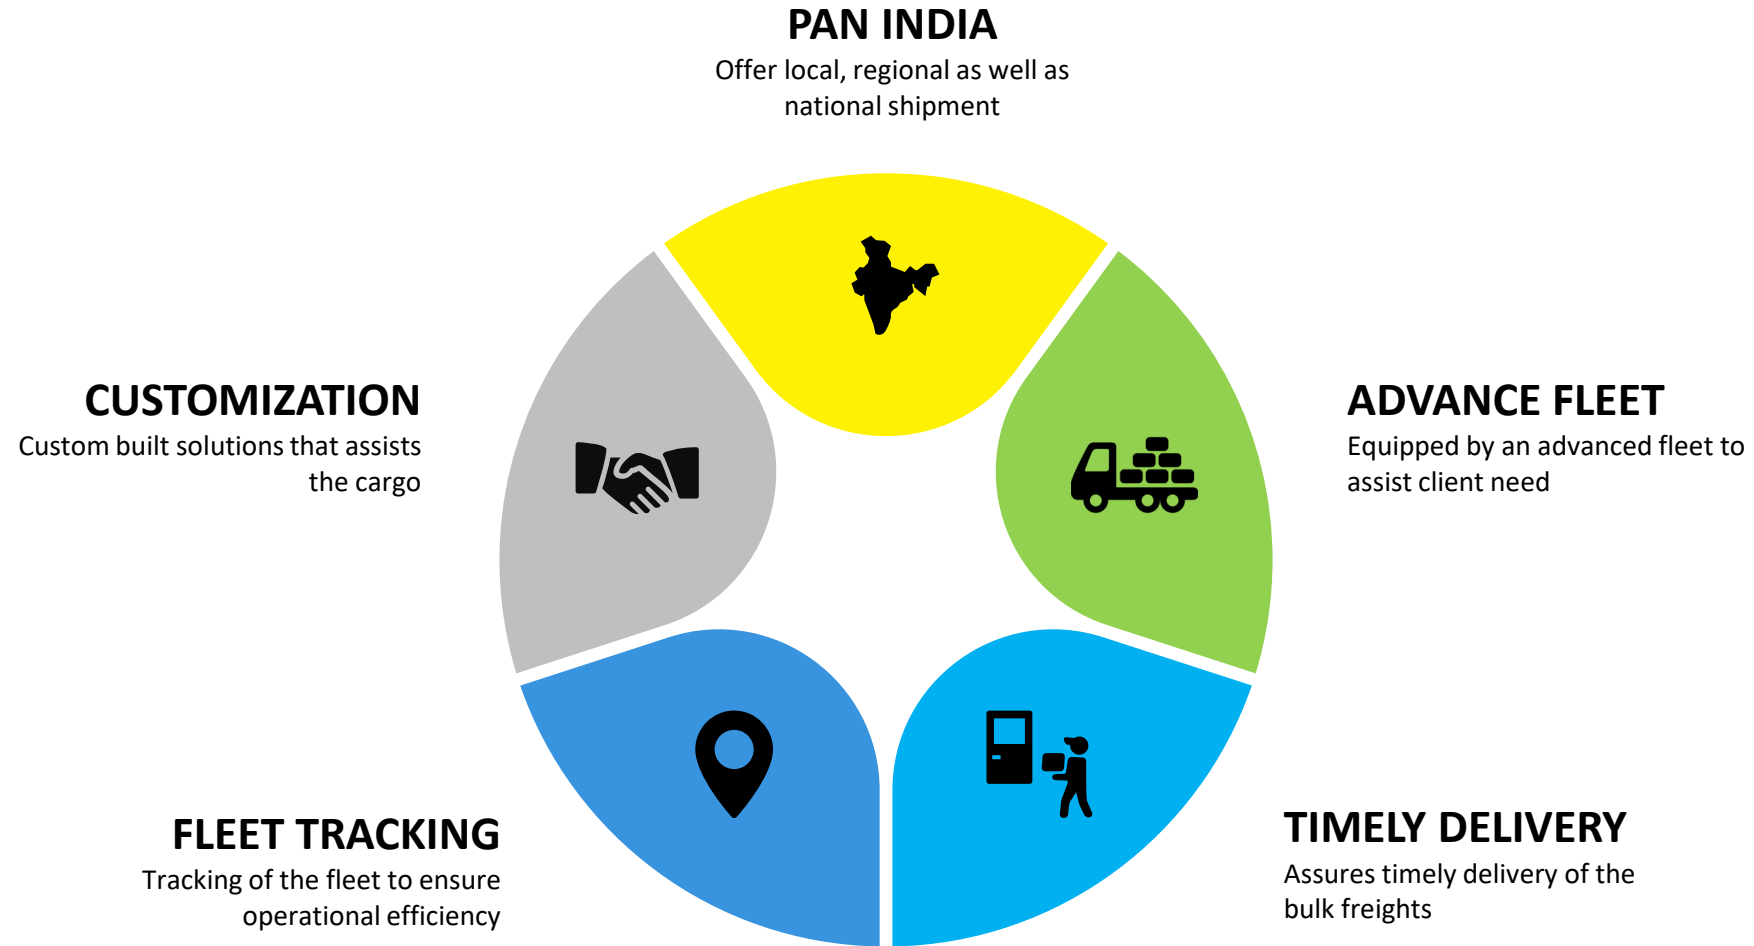 PAN INDIA
Offer local, regional as well as
national shipment
CUSTOMIZATION
Custom built solutions that assists
the cargo
ADVANCE FLEET
Equipped by an advanced fleet to
assist client need
FLEET TRACKING
Tracking of the fleet to ensure
operational efficiency
TIMELY DELIVERY
Assures timely delivery of the
bulk freights